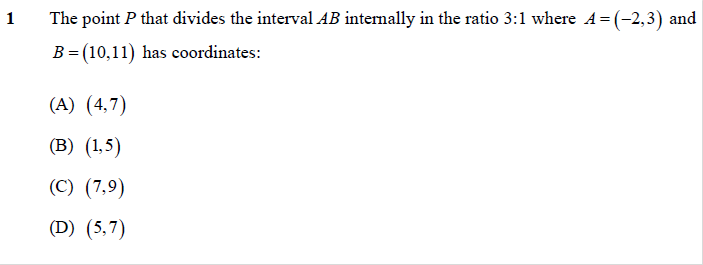 1 The point P that divides the interval AB internally in the ratio 3:1 where A=(−2,3) and
B=(10,11) has coordinates:
(A) (4,7)
(B) (1,5)
(C) (7,9)
(D) (5,7)